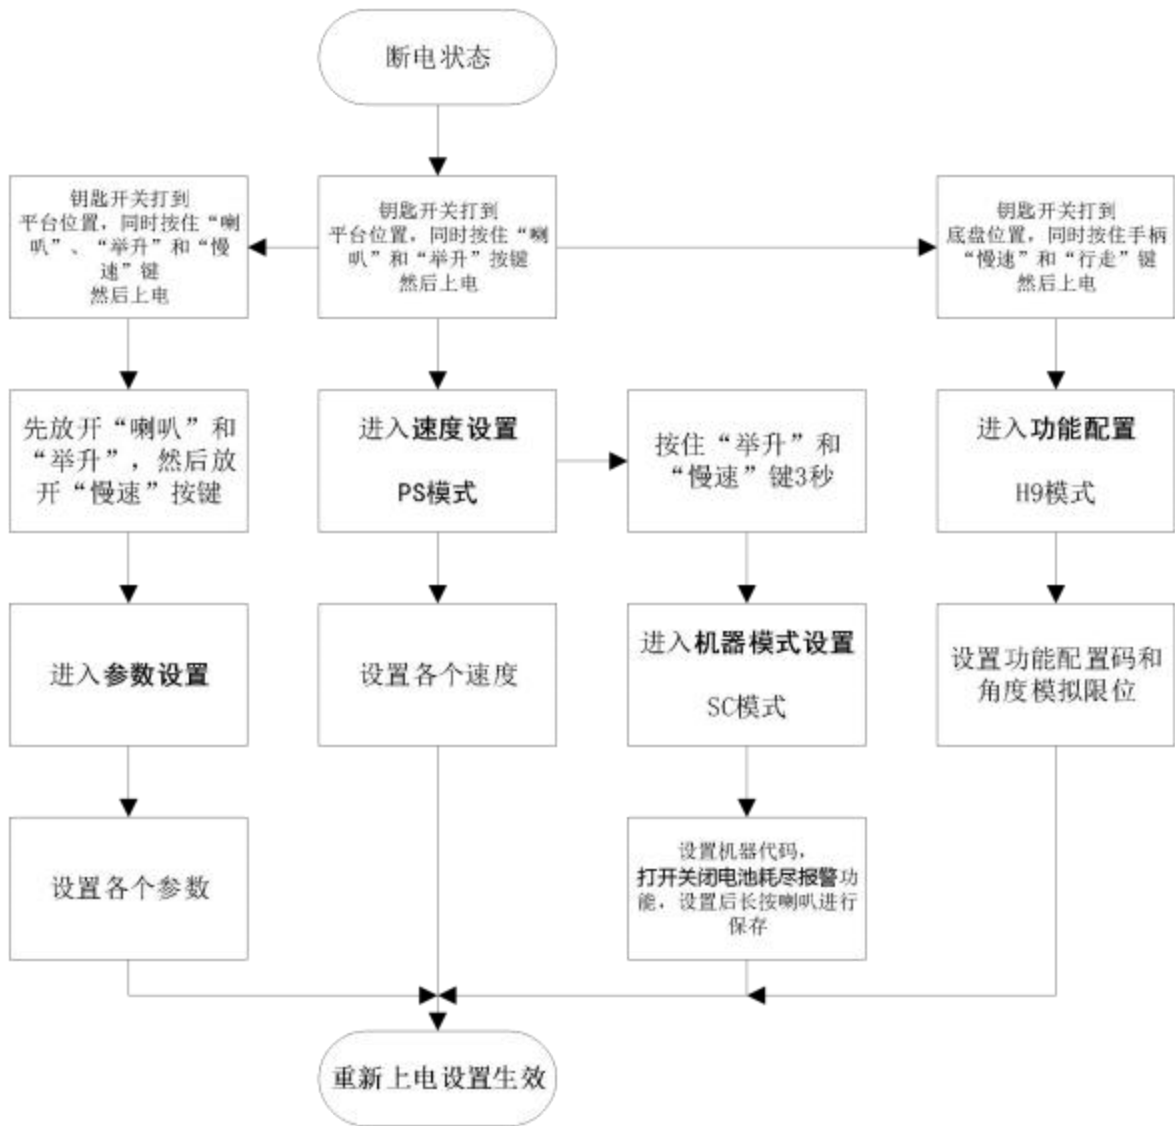 断电状态
钥匙开关打到
平台位置，同时按住“喇
叭”、“举升”和“慢
速”键
然后上电
钥匙开关打到
平台位置，同时按住“喇
叭”和“举升”按键
然后上电
钥匙开关打到
底盘位置，同时按住手柄
“慢速”和“行走”键
然后上电
先放开“喇叭”和
“举升”，然后放
开“慢速”按键
进入速度设置
PS模式
按住“举升”和
“慢速”键3秒
进入功能配置
H9模式
进入参数设置
设置各个速度
进入机器模式设置
SC模式
设置功能配置码和
角度模拟限位
设置各个参数
设置机器代码，
打开关闭电池耗尽报警功
能，设置后长按喇叭进行
保存
重新上电设置生效